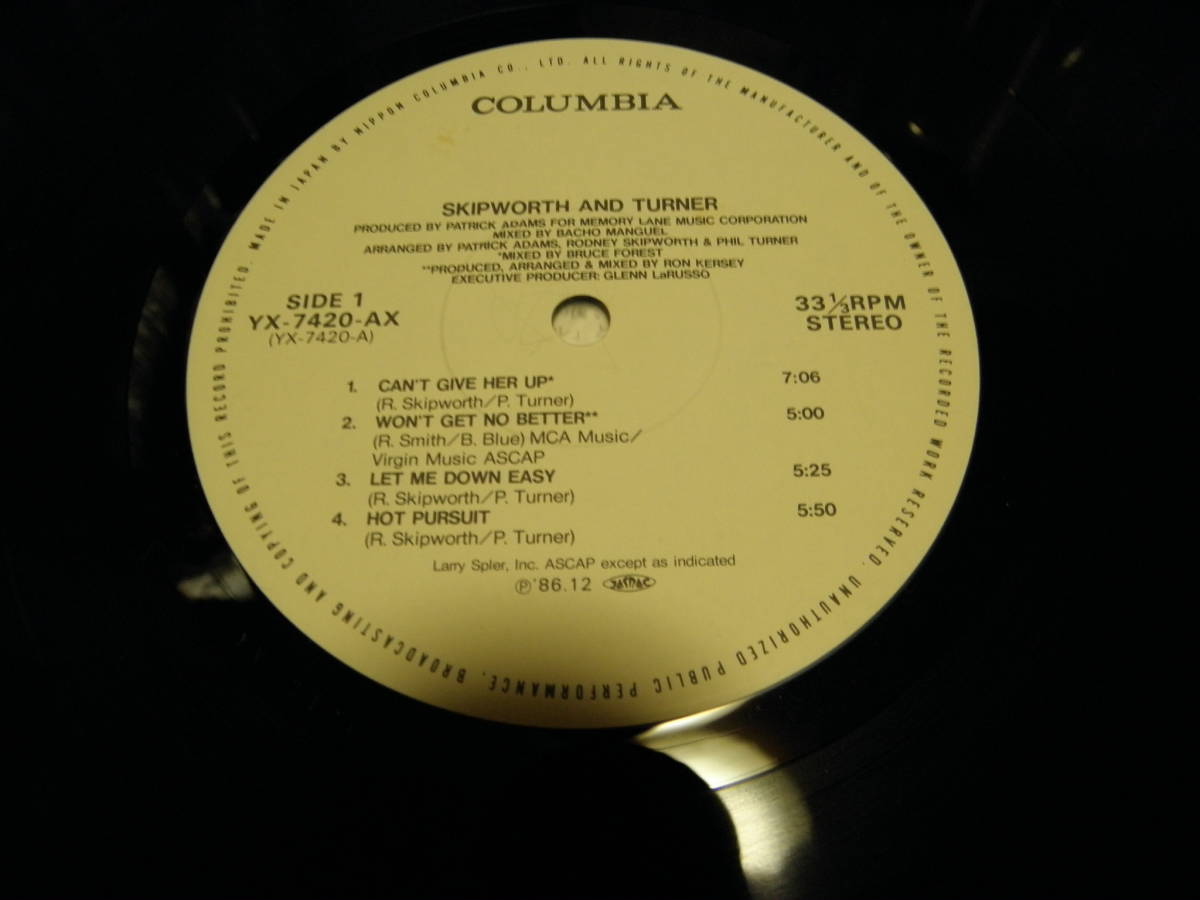 MADE IN JAPAN BY NIPPON COLUMBIA CO., LTD. ALL RIGHTS OF THE MANUFACTURER AND OF THE OWNER OF THE RECORDED WORK RESERVED. UNAUTHORIZED PUBLIC PERFORMANCE, BROADCASTING AND COPYING OF THIS RECORD PROHIBITED.
COLUMBIA
SKIPWORTH AND TURNER
PRODUCED BY PATRICK ADAMS FOR MEMORY LANE MUSIC CORPORATION
MIXED BY BACHO MANGUEL
ARRANGED BY PATRICK ADAMS, RODNEY SKIPWORTH & PHIL TURNER
*MIXED BY BRUCE FOREST
**PRODUCED, ARRANGED & MIXED BY RON KERSEY
EXECUTIVE PRODUCER: GLENN LaRUSSO
SIDE 1
YX-7420-AX
(YX-7420-A)
33 1/3 RPM
STEREO
1. CAN'T GIVE HER UP* 7:06
(R. Skipworth/P. Turner)
2. WON'T GET NO BETTER** 5:00
(R. Smith/B. Blue) MCA Music/
Virgin Music ASCAP
3. LET ME DOWN EASY 5:25
(R. Skipworth/P. Turner)
4. HOT PURSUIT 5:50
(R. Skipworth/P. Turner)
Larry Spler, Inc. ASCAP except as indicated
Ⓟ'86.12 JASRAC